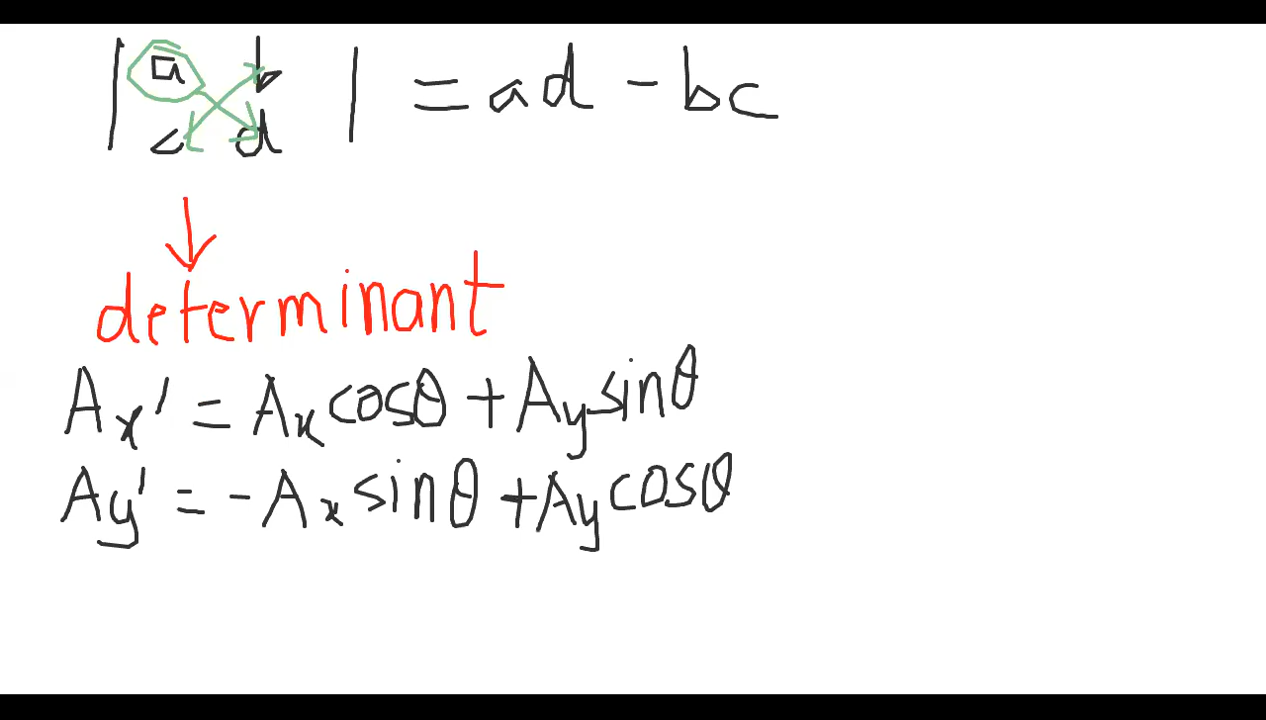 | a b | = ad - bc
c d
↓
determinant
Ax' = Ax cosθ + Ay sinθ
Ay' = -Ax sinθ + Ay cosθ